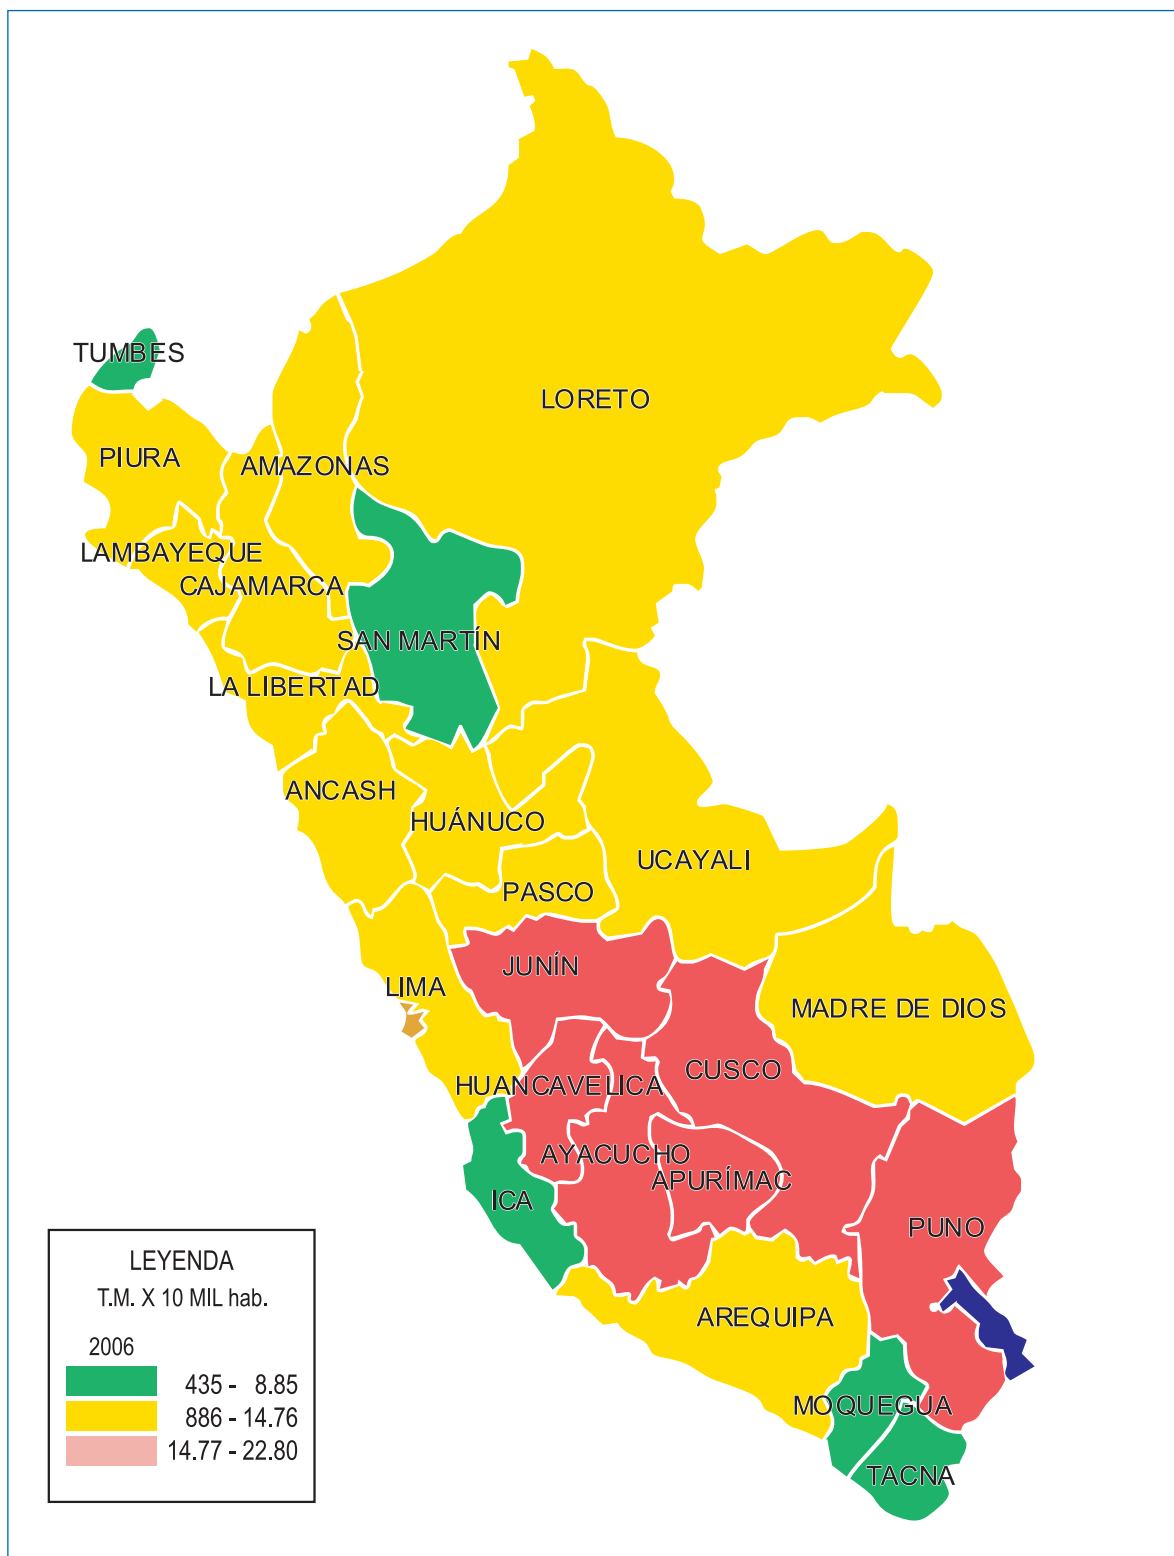 TUMBES
LORETO
PIURA
AMAZONAS
LAMBAYEQUE
CAJAMARCA
SAN MARTÍN
LA LIBERTAD
ANCASH
HUÁNUCO
UCAYALI
PASCO
JUNÍN
LIMA
MADRE DE DIOS
CUSCO
HUANCAVELICA
AYACUCHO
APURÍMAC
ICA
PUNO
AREQUIPA
MOQUEGUA
TACNA
LEYENDA
T.M. X 10 MIL hab.
2006
435 - 8.85
886 - 14.76
14.77 - 22.80